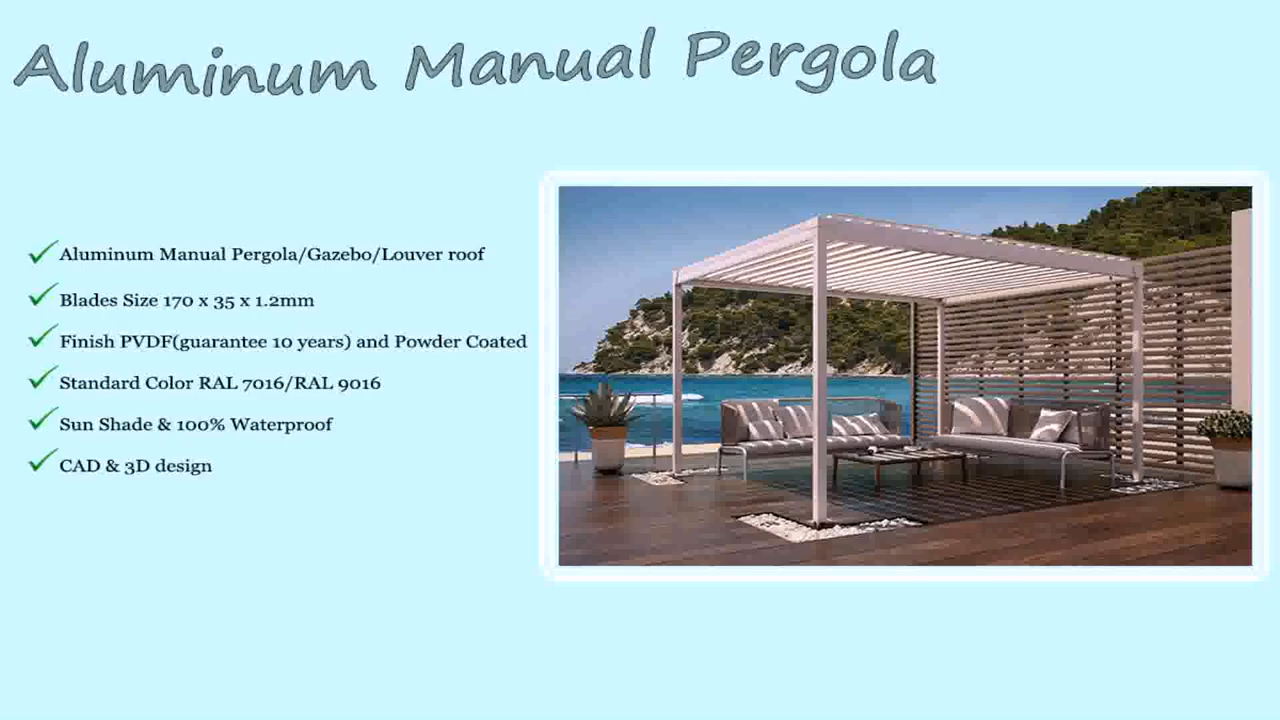 Aluminum Manual Pergola
Aluminum Manual Pergola/Gazebo/Louver roof
Blades Size 170 x 35 x 1.2mm
Finish PVDF(guarantee 10 years) and Powder Coated
Standard Color RAL 7016/RAL 9016
Sun Shade & 100% Waterproof
CAD & 3D design